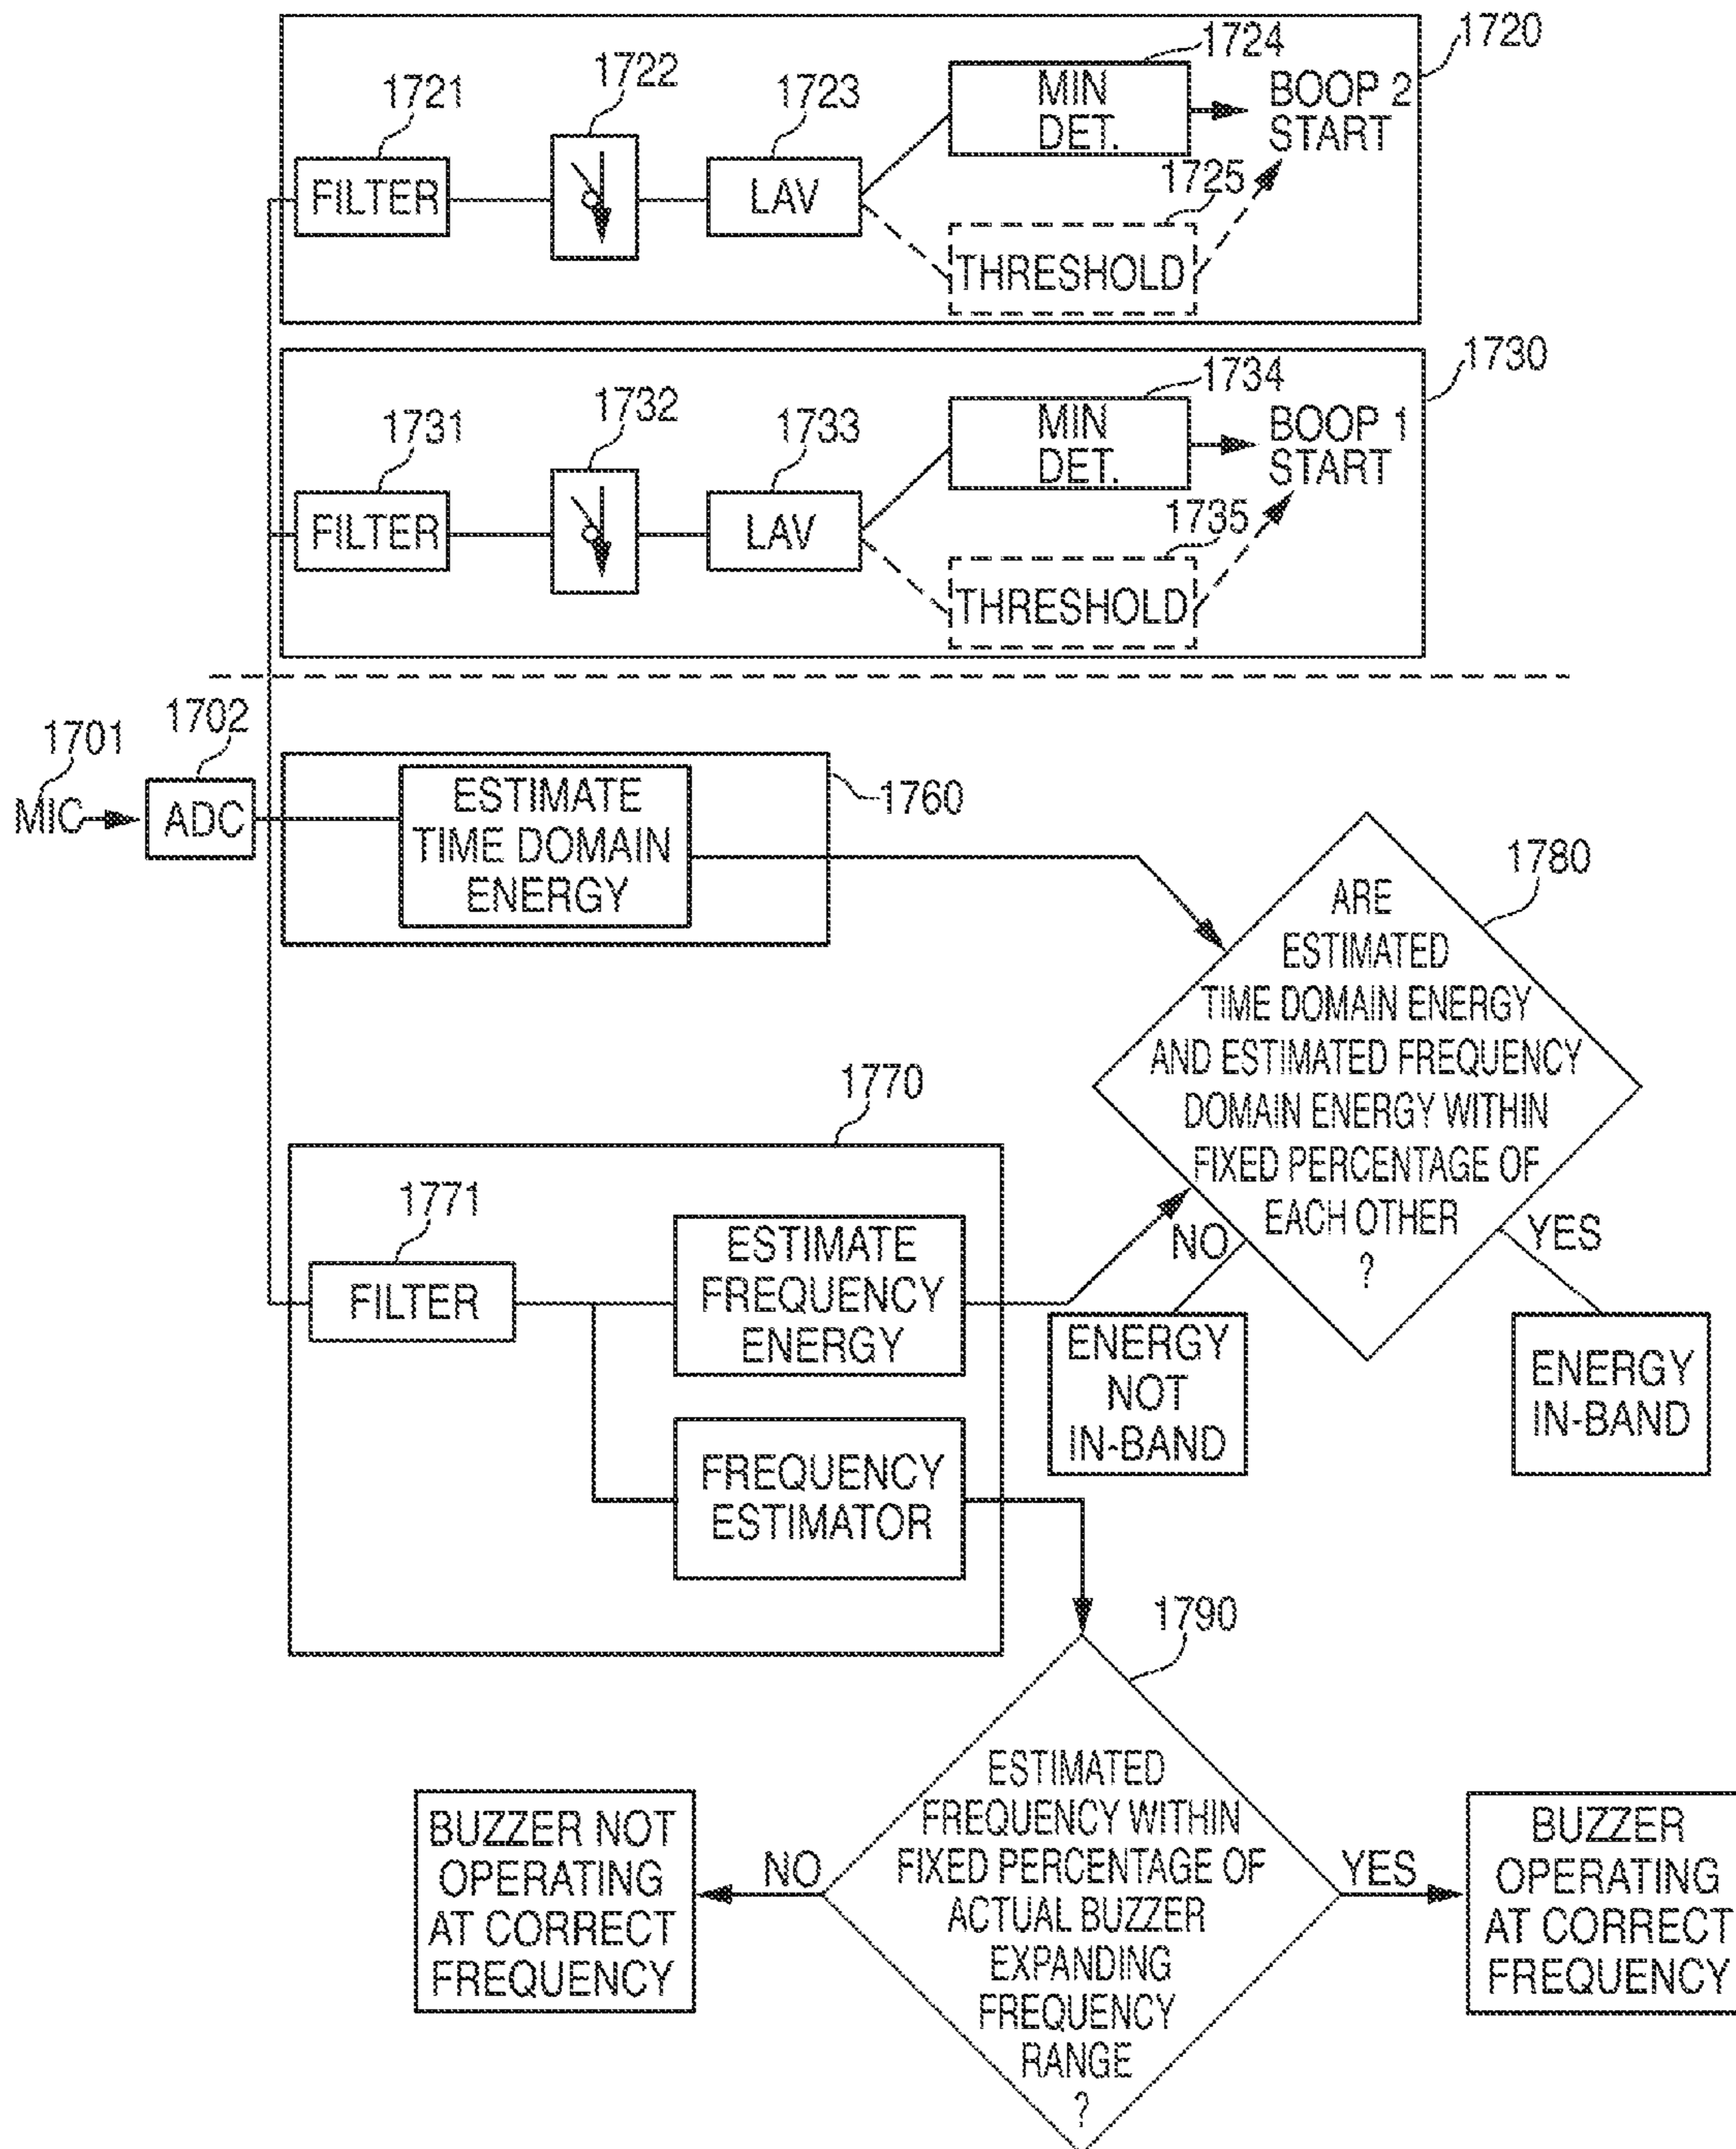 1720
1724
1722
1723
1721
MIN
DET.
BOOP 2
START
1725
FILTER
LAV
THRESHOLD
1730
1734
1732
1733
1731
MIN
DET.
BOOP 1
START
1735
FILTER
LAV
THRESHOLD
1701
1702
MIC
ADC
ESTIMATE
TIME DOMAIN
ENERGY
1760
1780
ARE
ESTIMATED
TIME DOMAIN ENERGY
AND ESTIMATED FREQUENCY
DOMAIN ENERGY WITHIN
FIXED PERCENTAGE OF
EACH OTHER
?
NO
YES
1770
1771
FILTER
ESTIMATE
FREQUENCY
ENERGY
ENERGY
NOT
IN-BAND
ENERGY
IN-BAND
FREQUENCY
ESTIMATOR
1790
ESTIMATED
FREQUENCY WITHIN
FIXED PERCENTAGE OF
ACTUAL BUZZER
EXPANDING
FREQUENCY
RANGE
?
NO
YES
BUZZER NOT
OPERATING
AT CORRECT
FREQUENCY
BUZZER
OPERATING
AT CORRECT
FREQUENCY